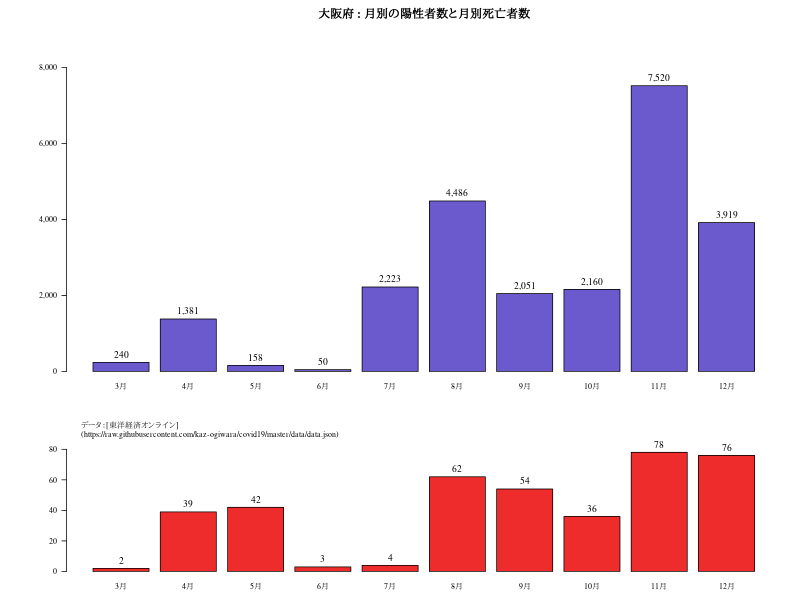 大阪府 : 月別の陽性者数と月別死亡者数
8,000
6,000
4,000
2,000
0
240
1,381
158
50
2,223
4,486
2,051
2,160
7,520
3,919
3月
4月
5月
6月
7月
8月
9月
10月
11月
12月
データ:[東洋経済オンライン]
(https://raw.githubusercontent.com/kaz-ogiwara/covid19/master/data/data.json)
80
60
40
20
0
2
39
42
3
4
62
54
36
78
76
3月
4月
5月
6月
7月
8月
9月
10月
11月
12月